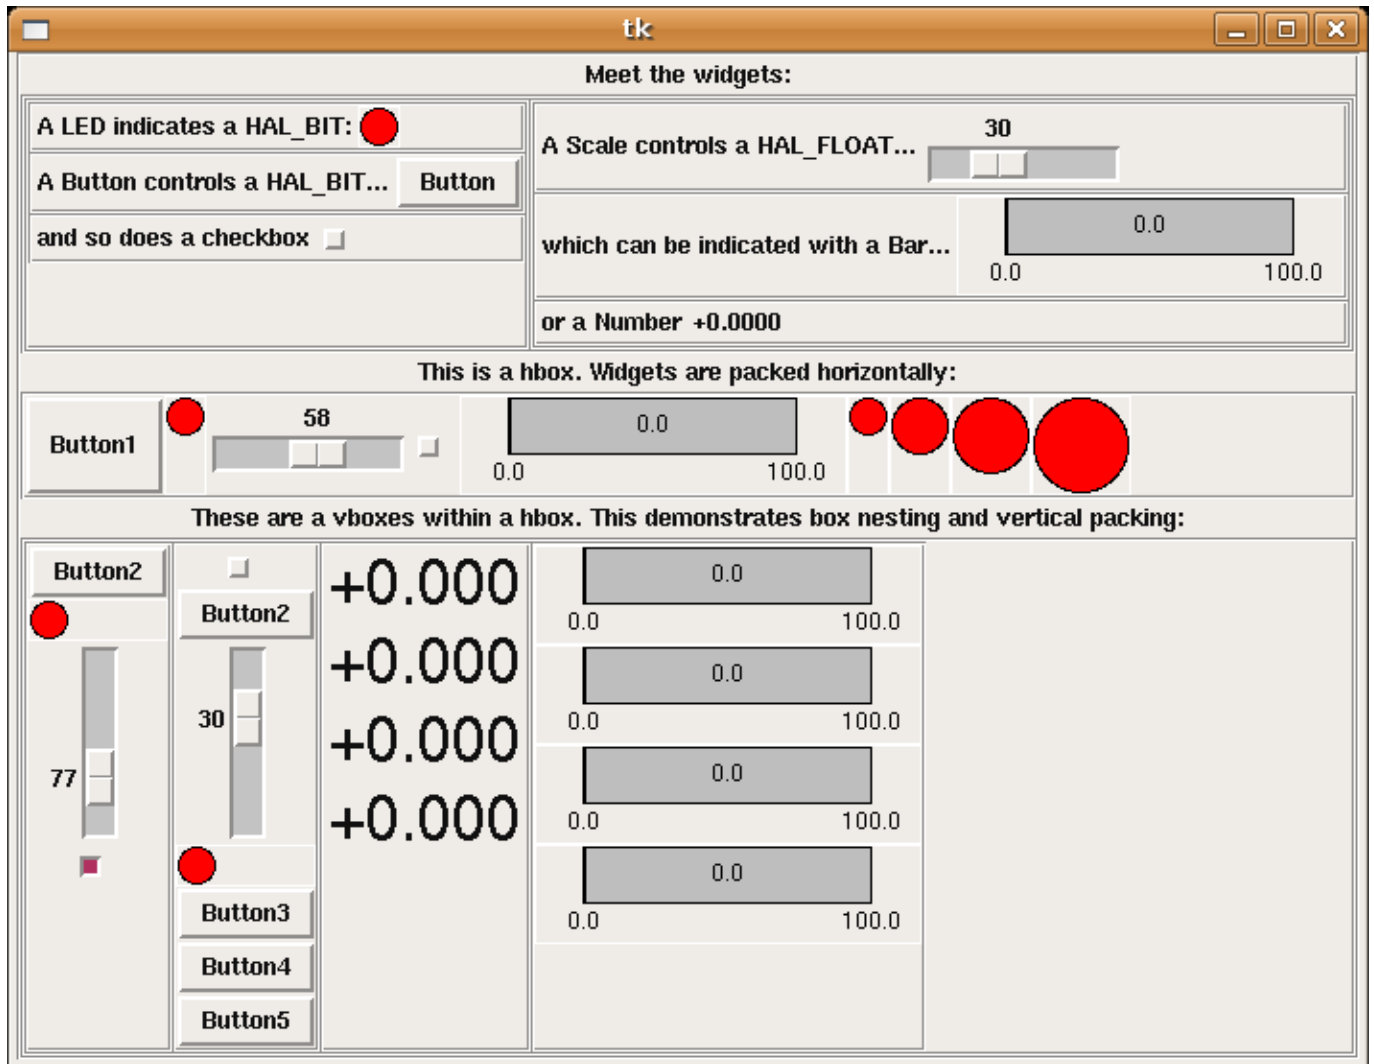 tk
Meet the widgets:
A LED indicates a HAL_BIT:
A Button controls a HAL_BIT... Button
and so does a checkbox
30
A Scale controls a HAL_FLOAT...
0.0
which can be indicated with a Bar...
0.0 100.0
or a Number +0.0000
This is a hbox. Widgets are packed horizontally:
Button1
58
0.0
0.0 100.0
These are a vboxes within a hbox. This demonstrates box nesting and vertical packing:
Button2
77
Button2
30
Button3
Button4
Button5
+0.000
+0.000
+0.000
+0.000
0.0
0.0 100.0
0.0
0.0 100.0
0.0
0.0 100.0
0.0
0.0 100.0